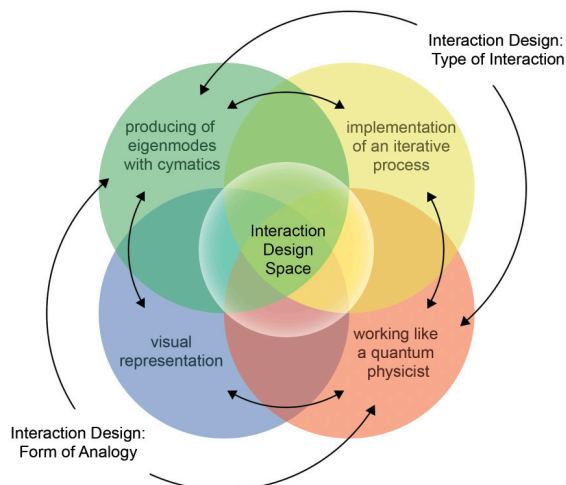 Interaction Design:
Type of Interaction
producing of
eigenmodes
with cymatics
implementation
of an iterative
process
Interaction
Design
Space
visual
representation
working like
a quantum
physicist
Interaction Design:
Form of Analogy